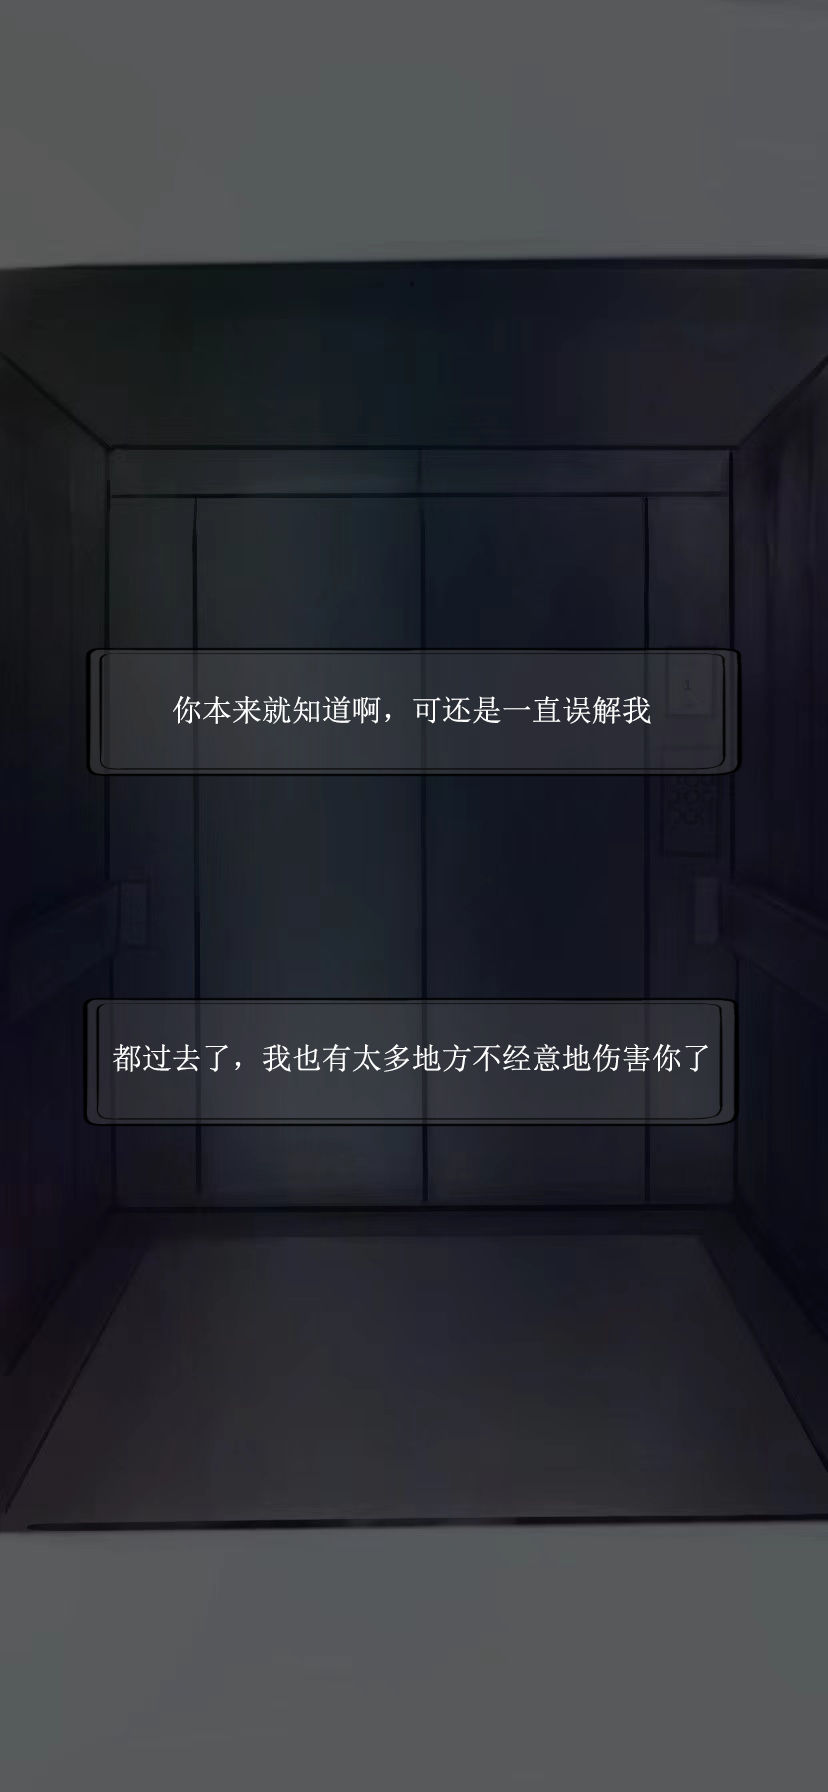 1
你本来就知道啊，可还是一直误解我
都过去了，我也有太多地方不经意地伤害你了